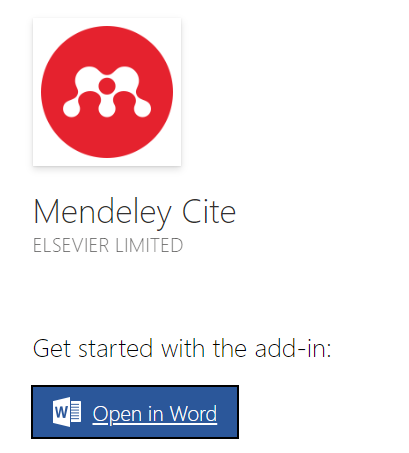 Mendeley Cite
ELSEVIER LIMITED
Get started with the add-in:
W Open in Word